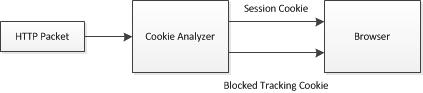 Session Cookie
HTTP Packet
Cookie Analyzer
Browser
Blocked Tracking Cookie